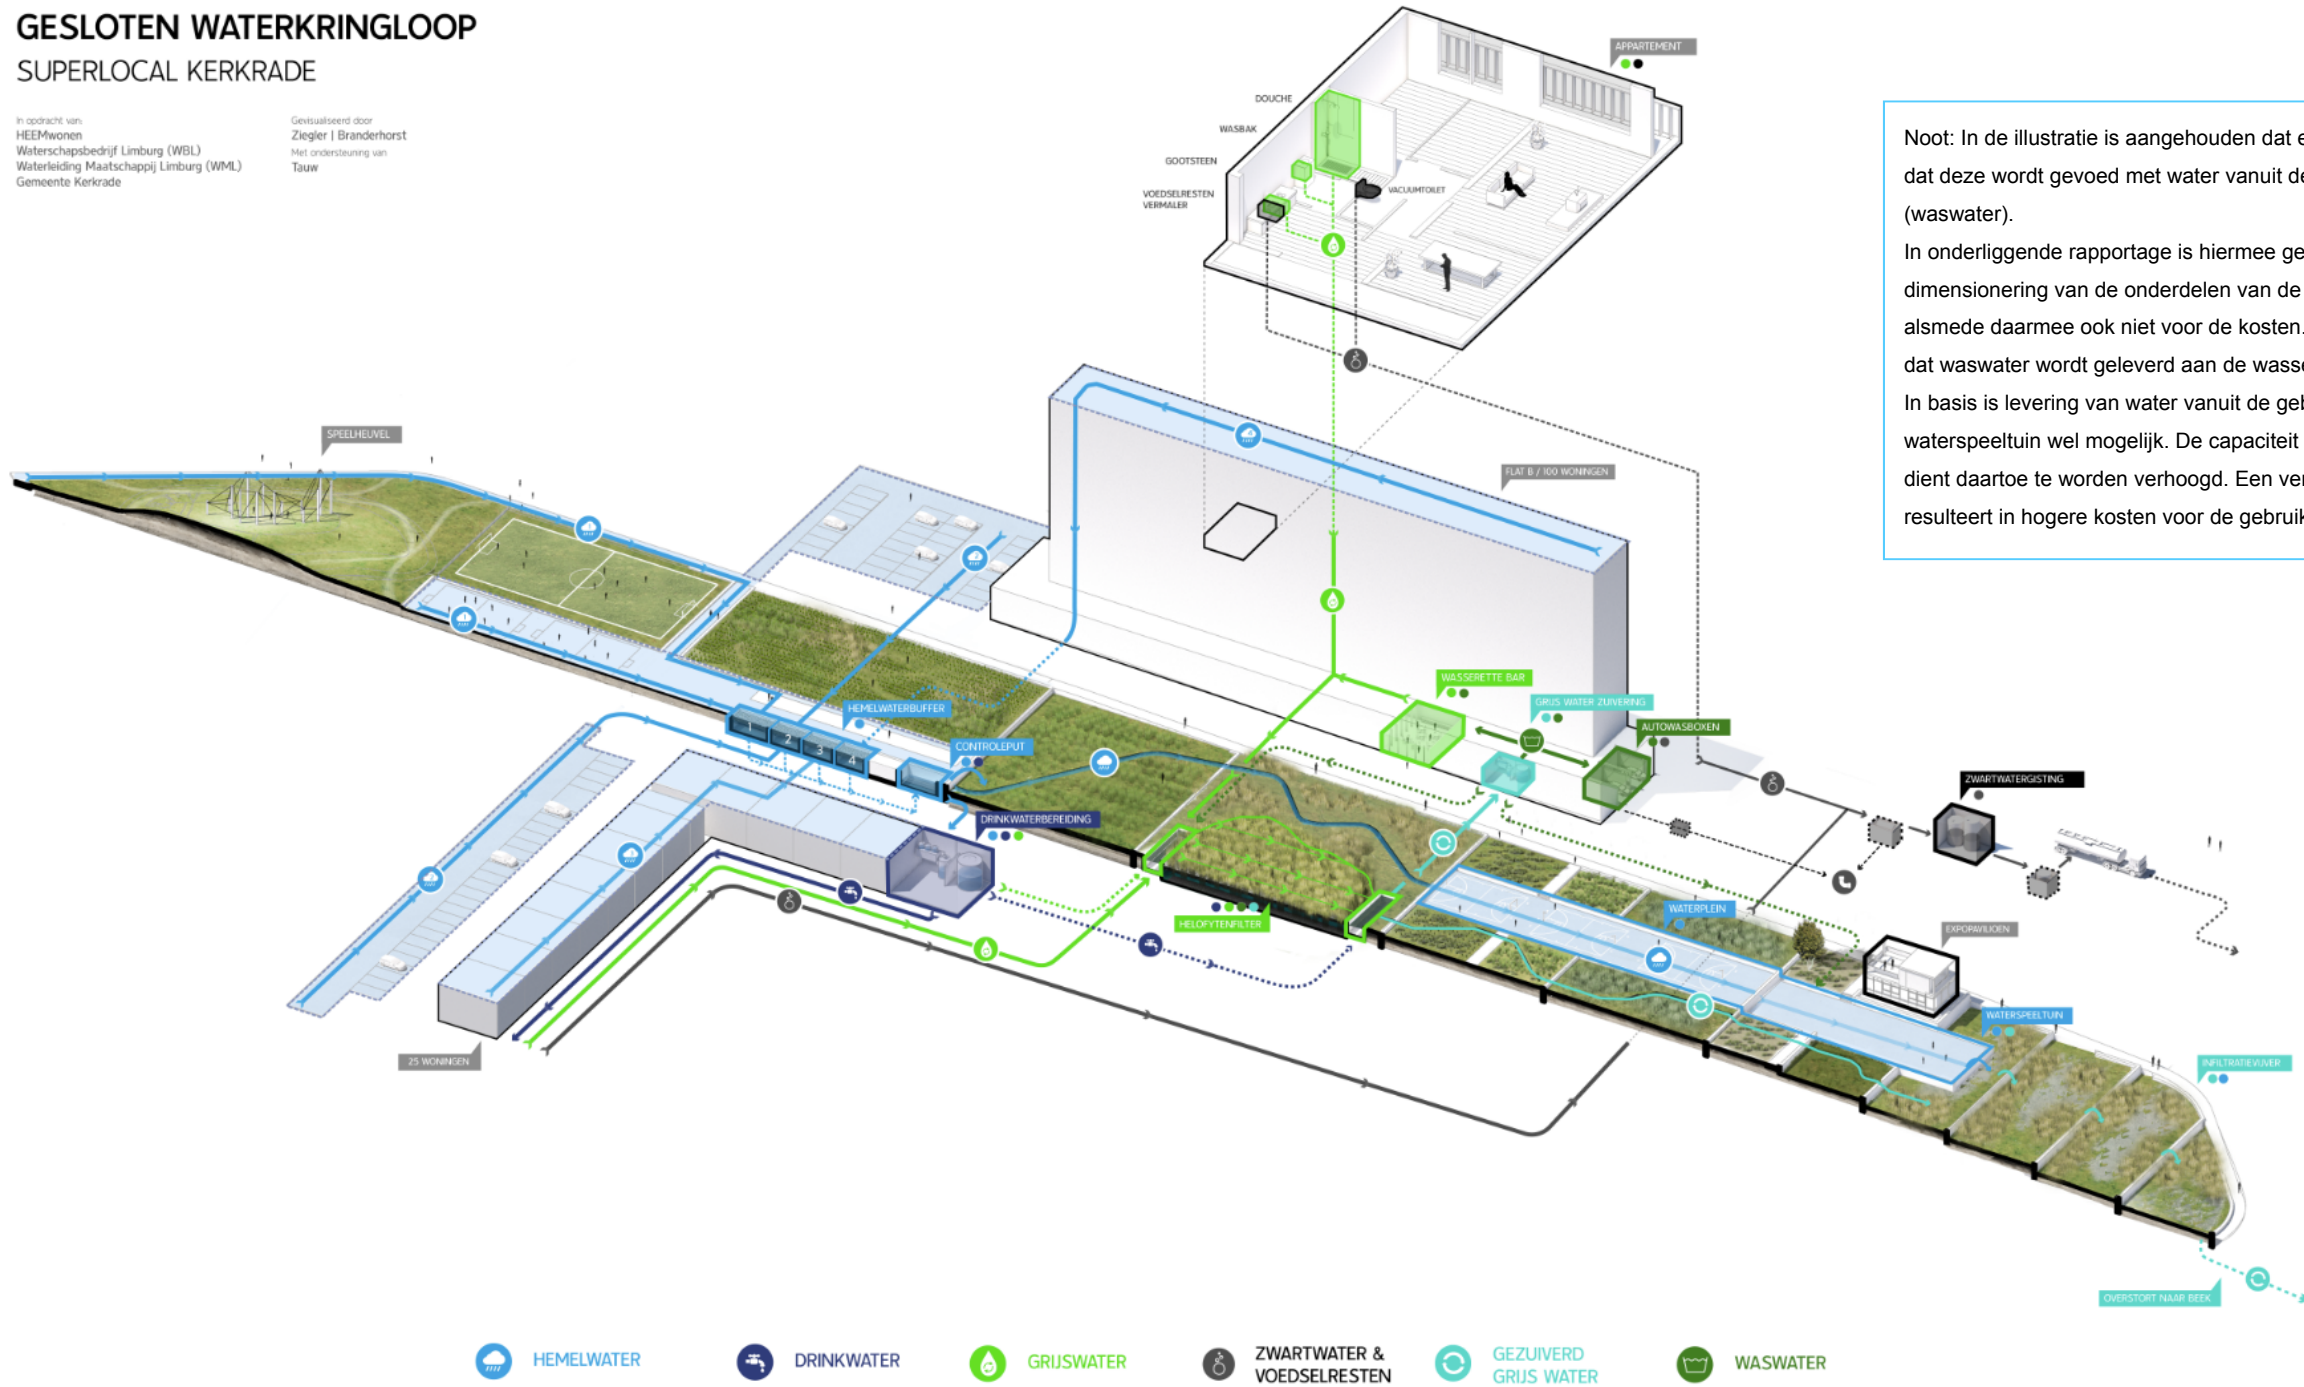 GESLOTEN WATERKRINGLOOP
SUPERLOCAL KERKRADE
In opdracht van:
HEEMwonen
Waterschapsbedrijf Limburg (WBL)
Waterleiding Maatschappij Limburg (WML)
Gemeente Kerkrade
Gevisualiseerd door
Ziegler | Branderhorst
Met ondersteuning van
Tauw
APPARTEMENT
DOUCHE
WASBAK
GOOTSTEEN
VOEDSELRESTEN
VERMALER
VACUUMTOILET
Noot: In de illustratie is aangehouden dat e
dat deze wordt gevoed met water vanuit de
(waswater).
In onderliggende rapportage is hiermee ge
dimensionering van de onderdelen van de
alsmede daarmee ook niet voor de kosten.
dat waswater wordt geleverd aan de wasse
In basis is levering van water vanuit de geb
waterspeeltuin wel mogelijk. De capaciteit
dient daartoe te worden verhoogd. Een ver
resulteert in hogere kosten voor de gebruik
SPEELHEUVEL
FLAT B / 100 WONINGEN
WASSERETTE BAR
GRIJS WATER ZUIVERING
HEMELWATERBUFFER
AUTOWASBOXEN
1
2
3
4
CONTROLEPUT
ZWARTWATERGISTING
DRINKWATERBEREIDING
HELOFYTENFILTER
WATERPLEIN
EXPOPAVILJOEN
WATERSPEELTUIN
25 WONINGEN
INFILTRATIEVIJVER
OVERSTORT NAAR BEEK
HEMELWATER
DRINKWATER
GRIJSWATER
ZWARTWATER &
VOEDSELRESTEN
GEZUIVERD
GRIJS WATER
WASWATER